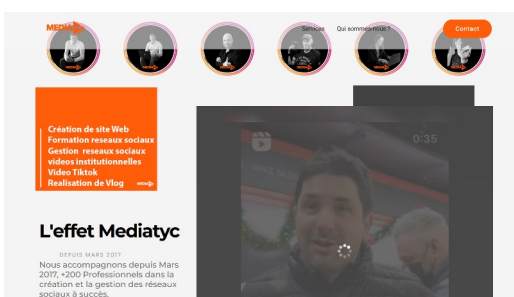 MEDIA
Services
Qui sommes-nous ?
Contact
Création de site Web
Formation reseaux sociaux
Gestion reseaux sociaux
videos institutionnelles
Video Tiktok
Realisation de Vlog
0:35
L'effet Mediatyc
DEPUIS MARS 2017
Nous accompagnons depuis Mars
2017, +200 Professionnels dans la
création et la gestion des réseaux
sociaux à succès.